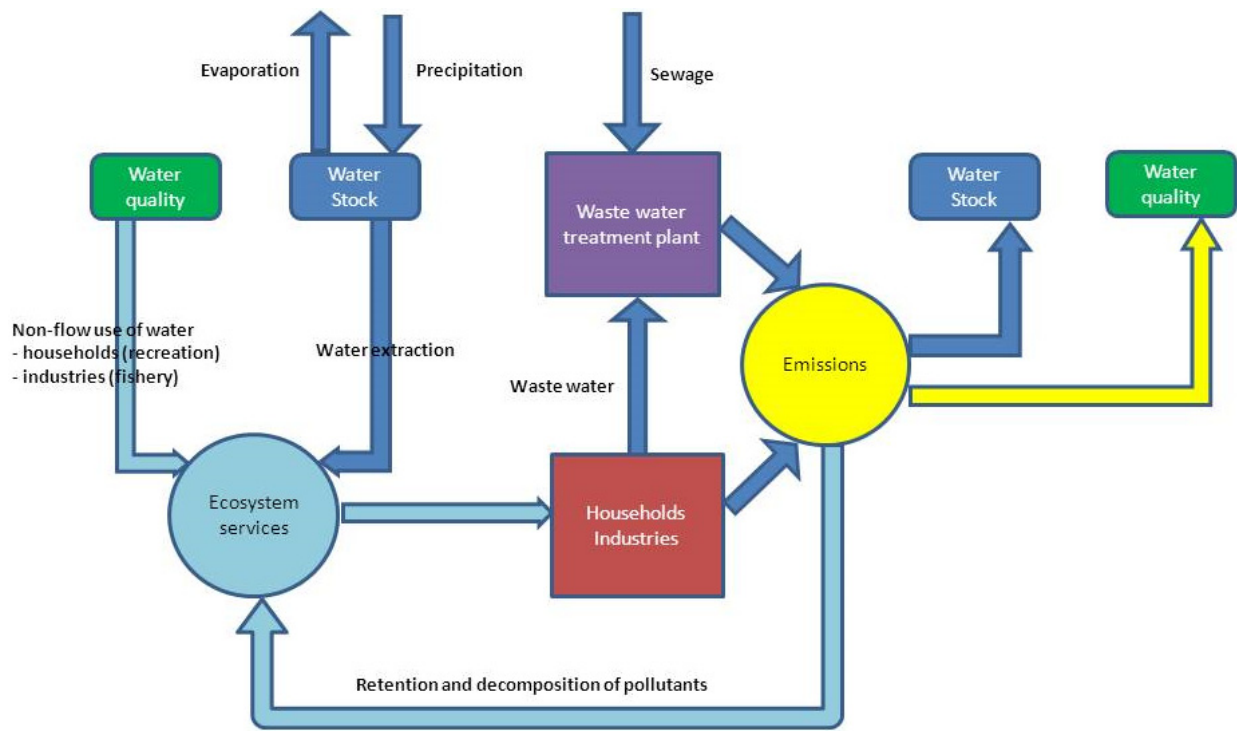 Evaporation
Precipitation
Sewage
Water
quality
Water
Stock
Waste water
treatment plant
Water
Stock
Water
quality
Non-flow use of water
- households (recreation)
- industries (fishery)
Water extraction
Waste water
Emissions
Ecosystem
services
Households
Industries
Retention and decomposition of pollutants